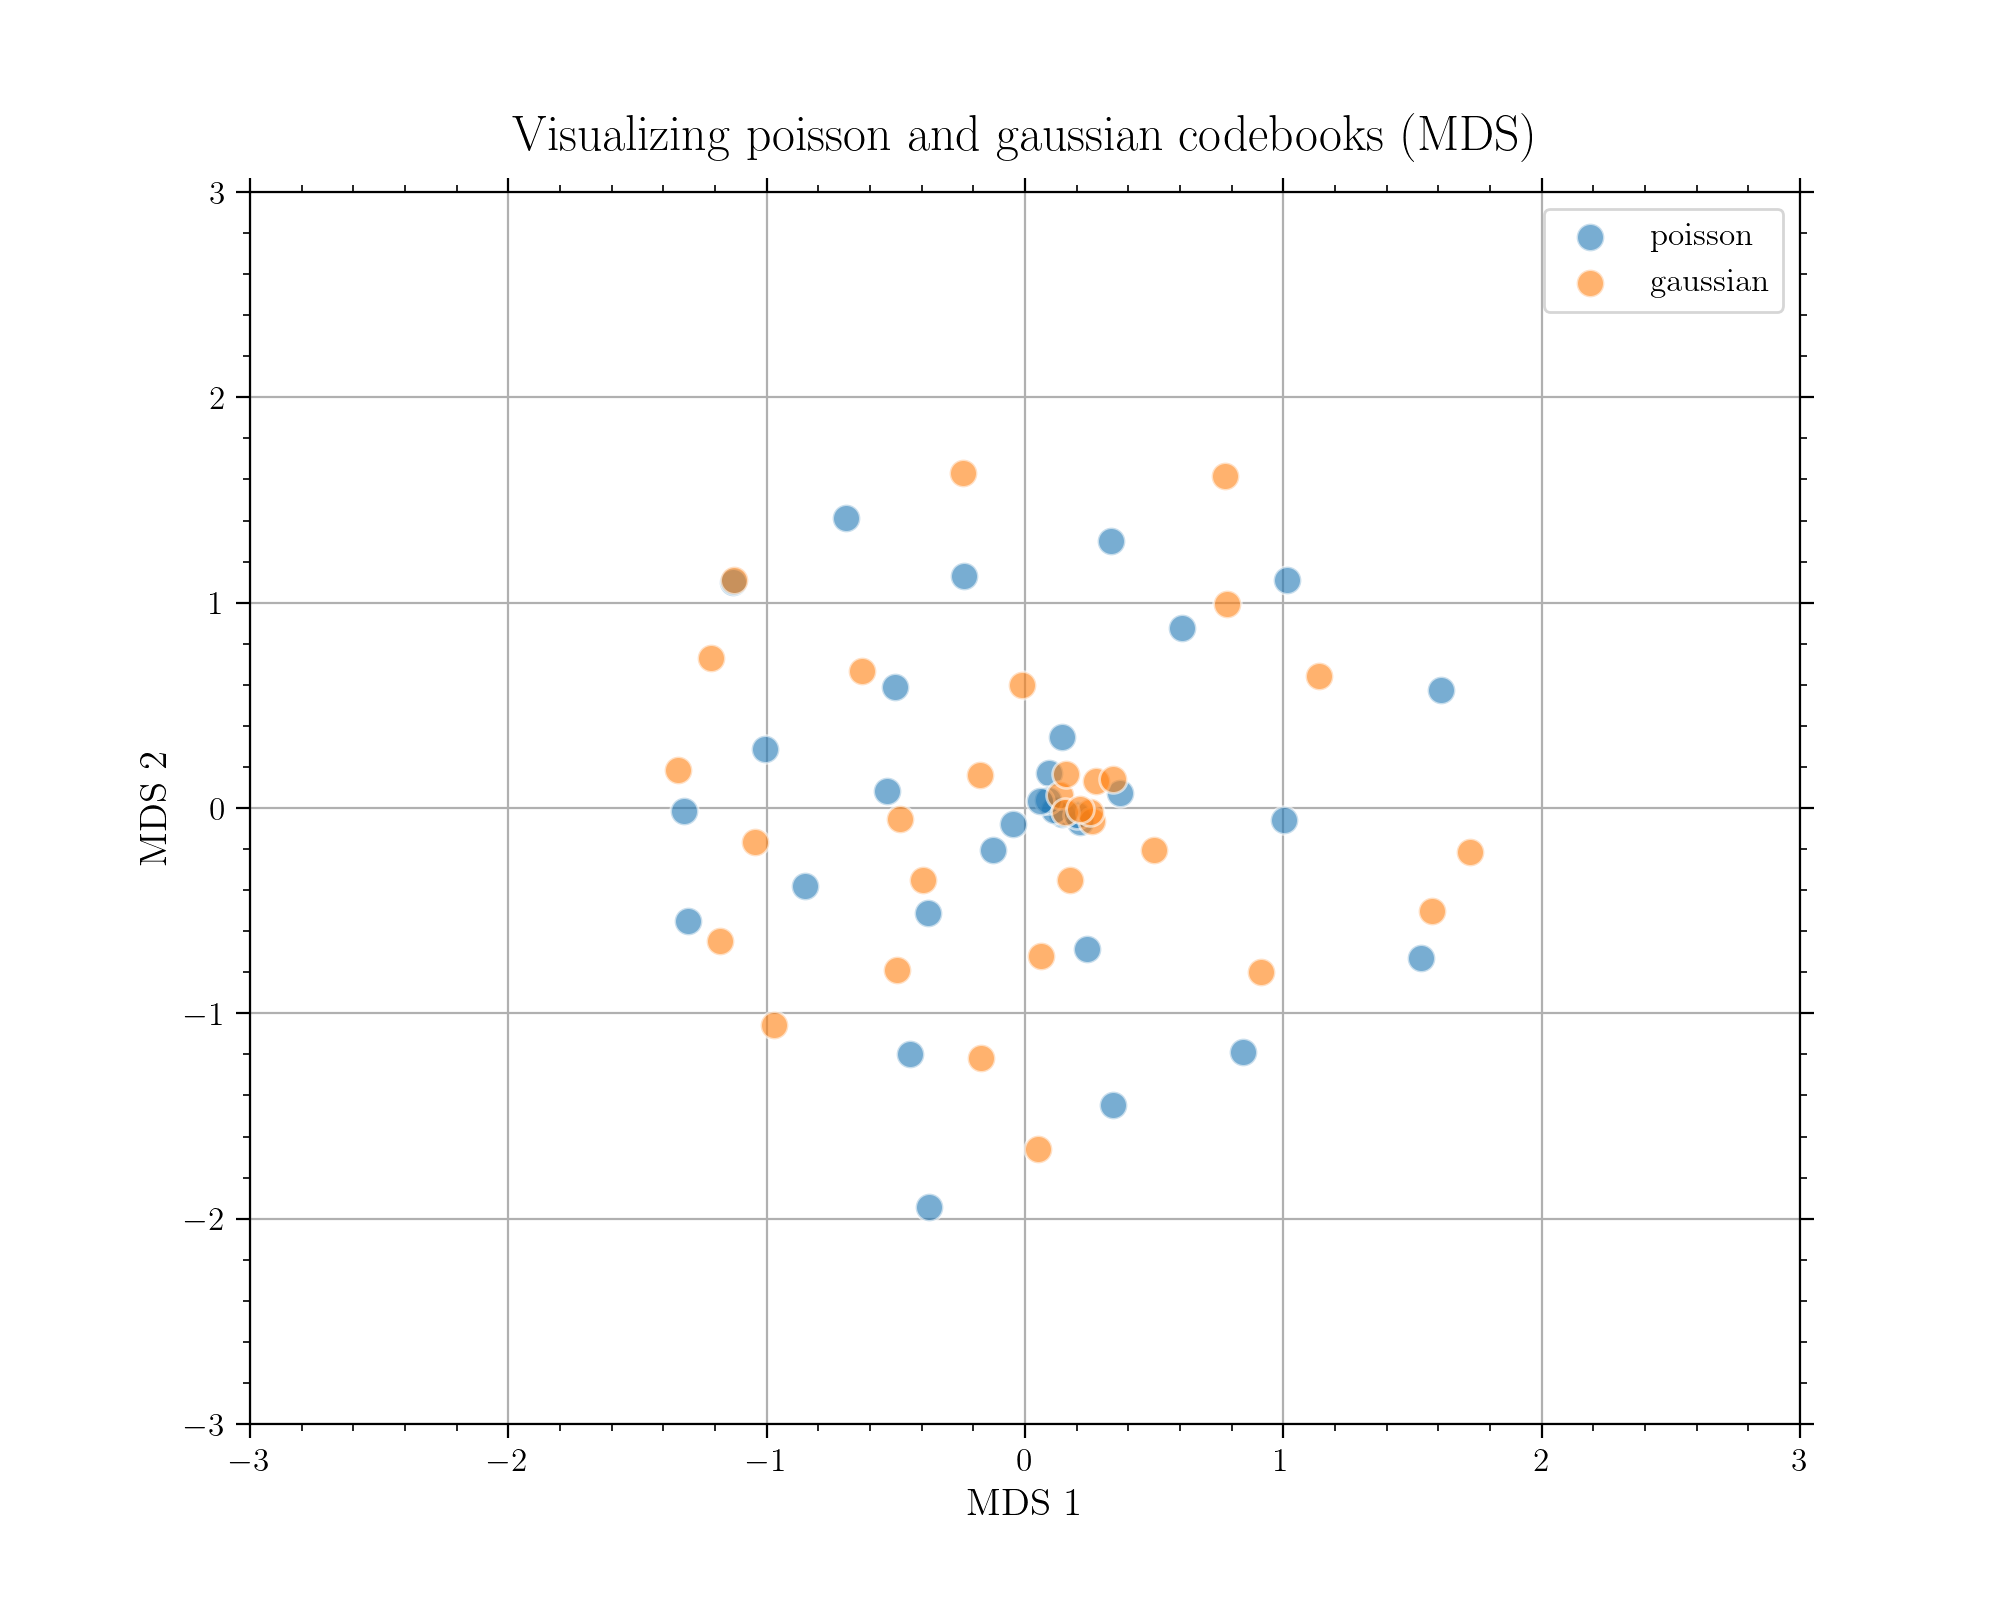 Visualizing poisson and gaussian codebooks (MDS)
poisson
gaussian
3
2
1
0
−1
−2
−3
MDS 2
−3
−2
−1
0
1
2
3
MDS 1